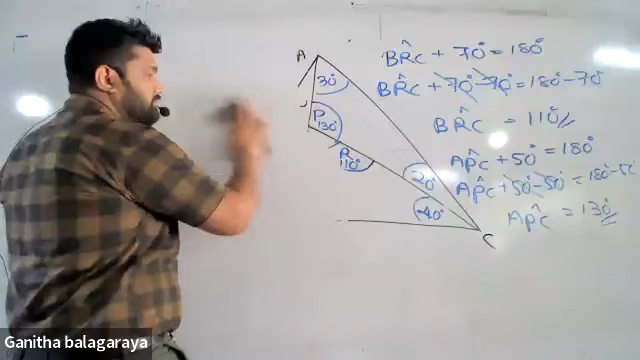 A
30°
P
130°
R
110°
20°
40°
C
BR̂C + 70° = 180°
BR̂C + 70° - 70° = 180 - 70
BR̂C = 110°
AP̂C + 50° = 180°
AP̂C + 50 - 50° = 180 - 50
AP̂C = 130°
Ganitha balagaraya